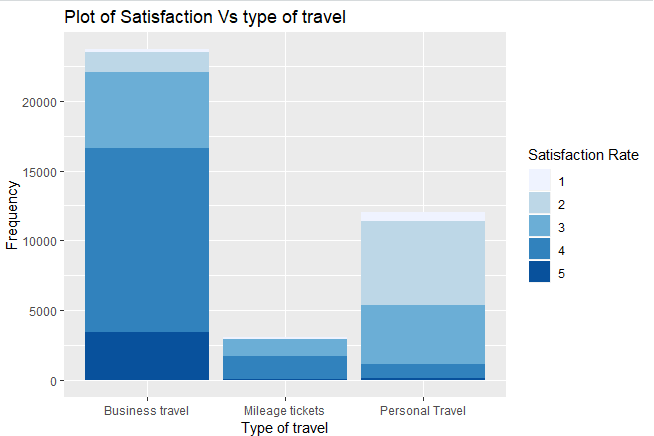 Plot of Satisfaction Vs type of travel
Frequency
20000
15000
10000
5000
0
Business travel
Mileage tickets
Personal Travel
Type of travel
Satisfaction Rate
1
2
3
4
5